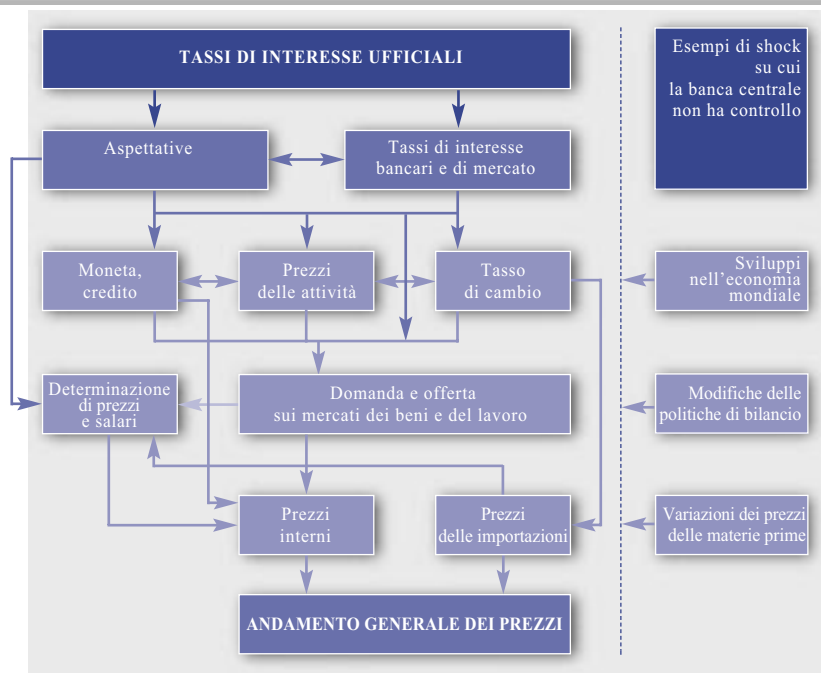 TASSI DI INTERESSE UFFICIALI
Esempi di shock
su cui
la banca centrale
non ha controllo
Aspettative
Tassi di interesse
bancari e di mercato
Moneta,
credito
Prezzi
delle attività
Tasso
di cambio
Sviluppi
nell'economia
mondiale
Determinazione
di prezzi
e salari
Domanda e offerta
sui mercati dei beni e del lavoro
Modifiche delle
politiche di bilancio
Prezzi
interni
Prezzi
delle importazioni
Variazioni dei prezzi
delle materie prime
ANDAMENTO GENERALE DEI PREZZI